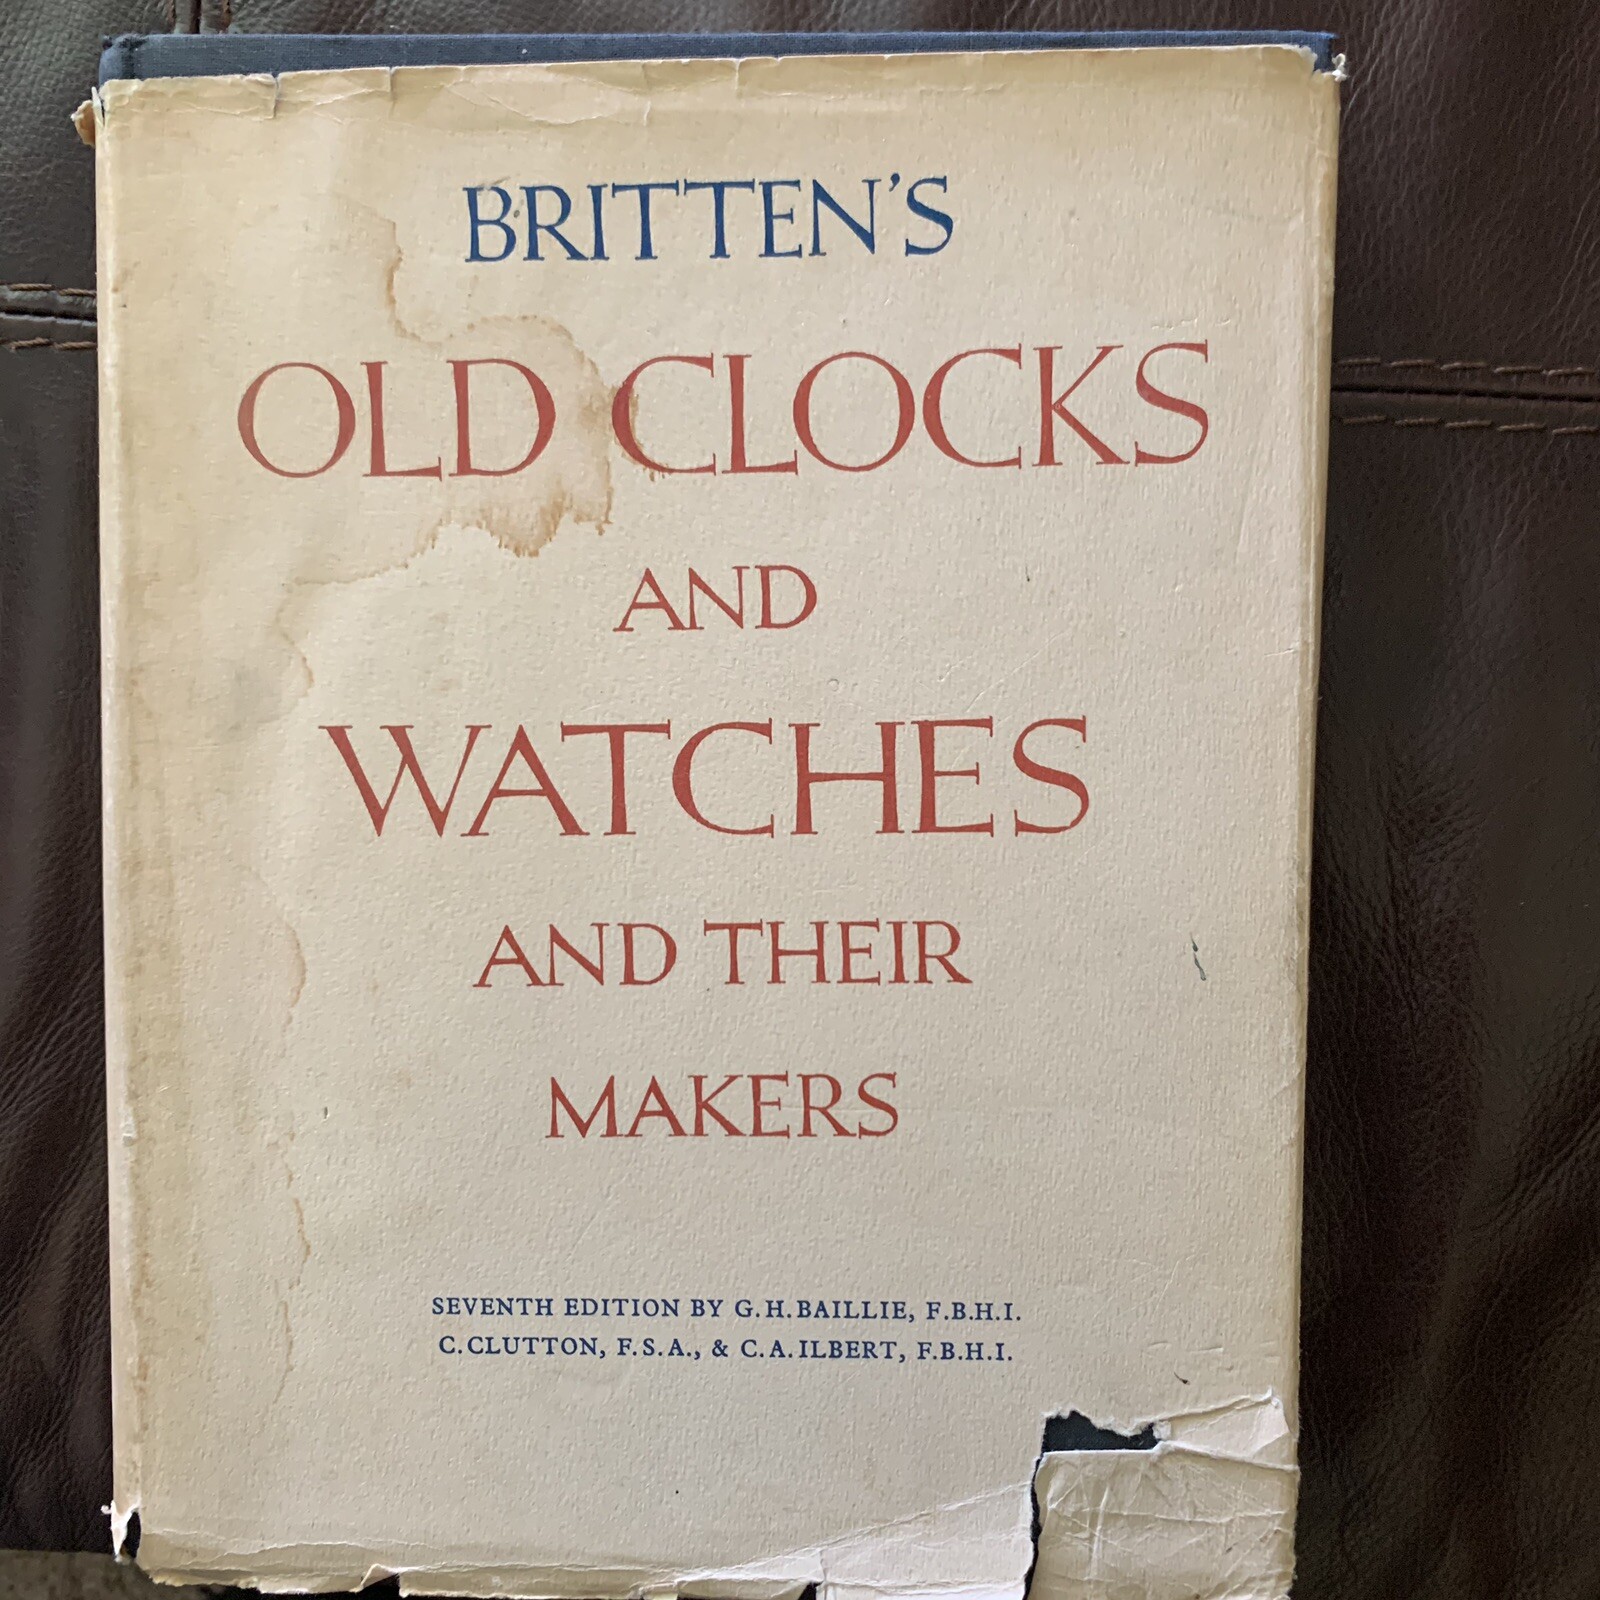 BRITTEN'S
OLD CLOCKS
AND
WATCHES
AND THEIR
MAKERS
SEVENTH EDITION BY G.H.BAILLIE, F.B.H.I.
C.CLUTTON, F.S.A., & C.A.ILBERT, F.B.H.I.